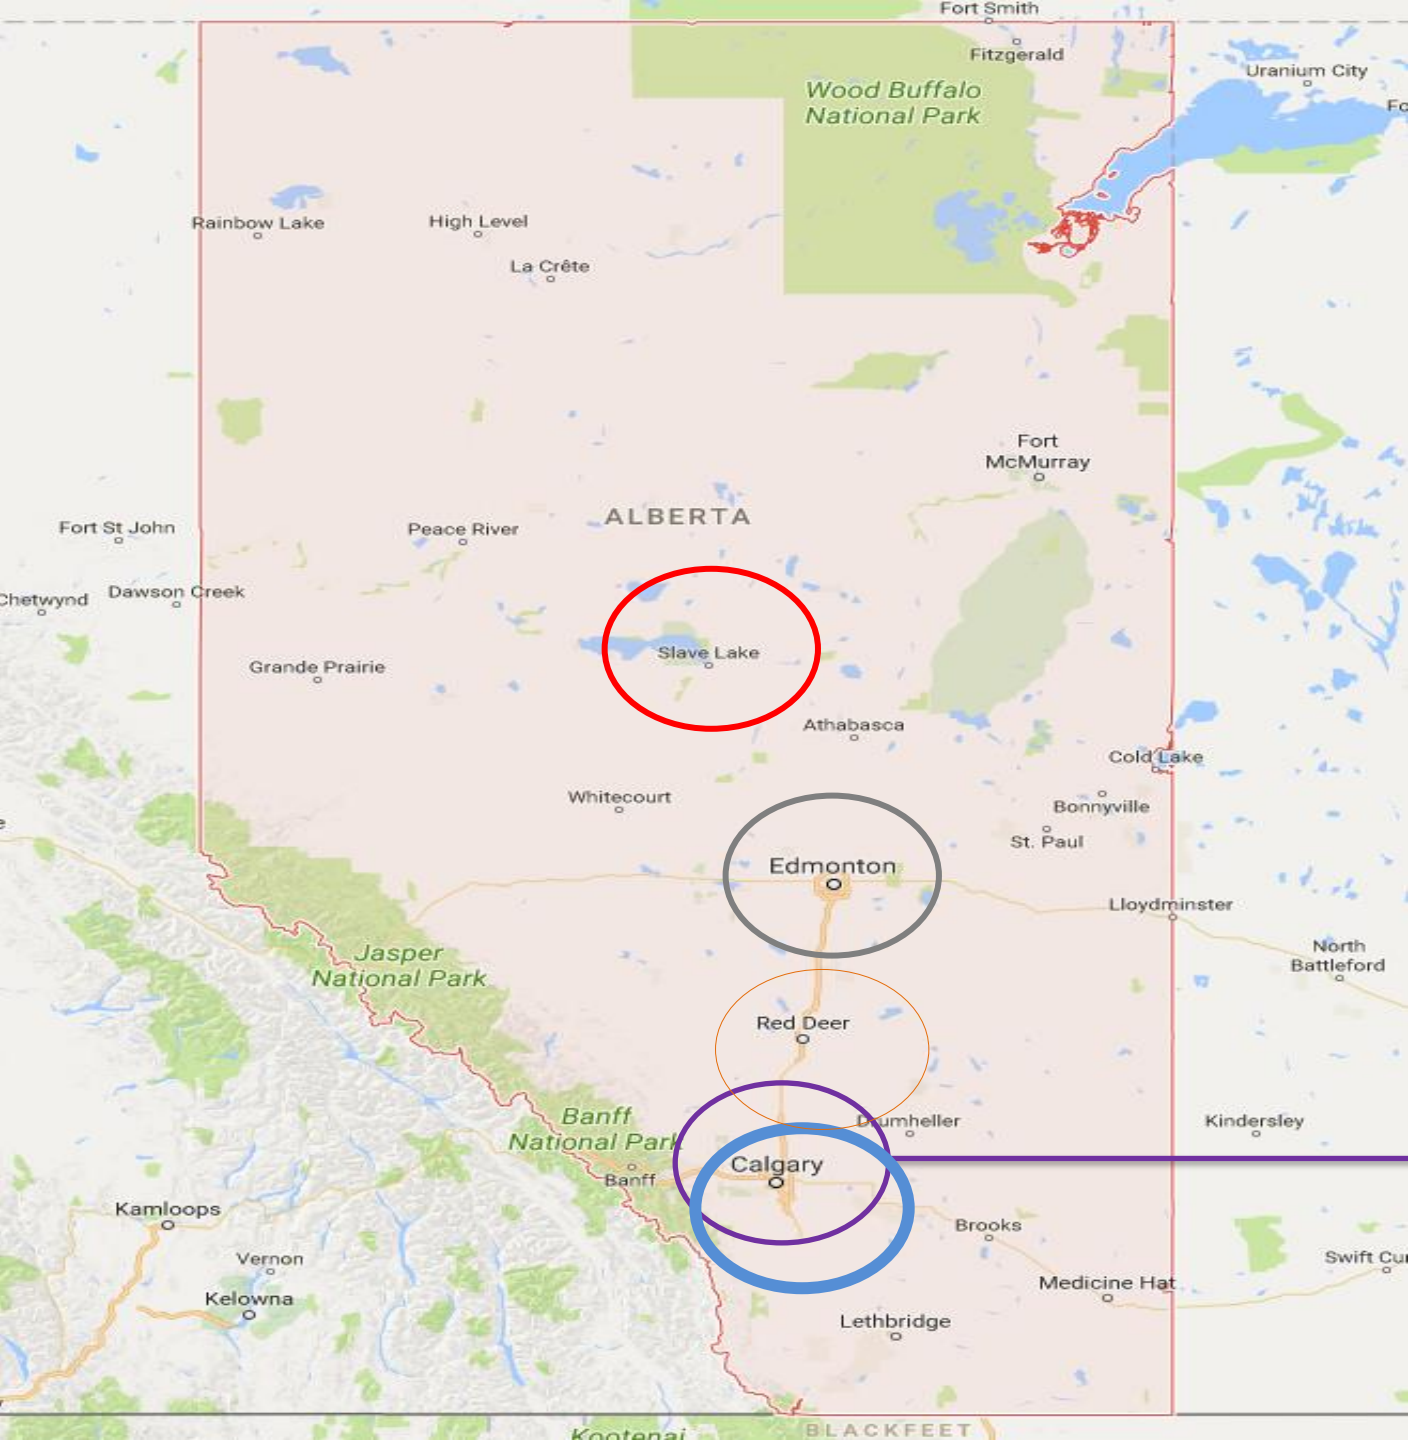 Fort Smith
Fitzgerald
Uranium City
Wood Buffalo
National Park
Fo
Rainbow Lake
High Level
La Crête
Fort
McMurray
ALBERTA
Fort St John
Peace River
Chetwynd
Dawson Creek
Slave Lake
Grande Prairie
Athabasca
Cold Lake
Whitecourt
Bonnyville
e
St. Paul
Edmonton
Lloydminster
Jasper
National Park
North
Battleford
Red Deer
Banff
National Park
Drumheller
Kindersley
Calgary
Banff
Kamloops
Brooks
Vernon
Swift Cur
Kelowna
Medicine Hat
Lethbridge
BLACKFEET
Kootenai